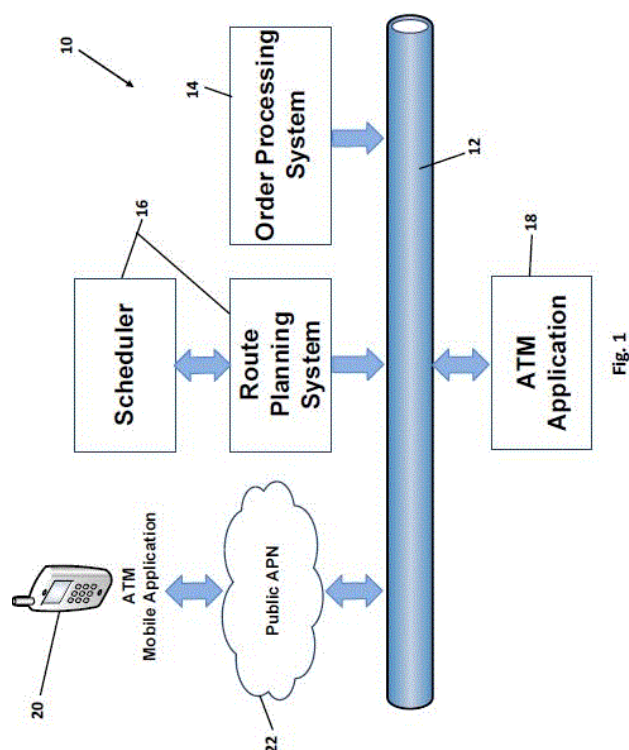 10
20
ATM
Mobile Application
22
Public APN
16
Scheduler
Route
Planning
System
14
Order Processing
System
12
18
ATM
Application
Fig. 1